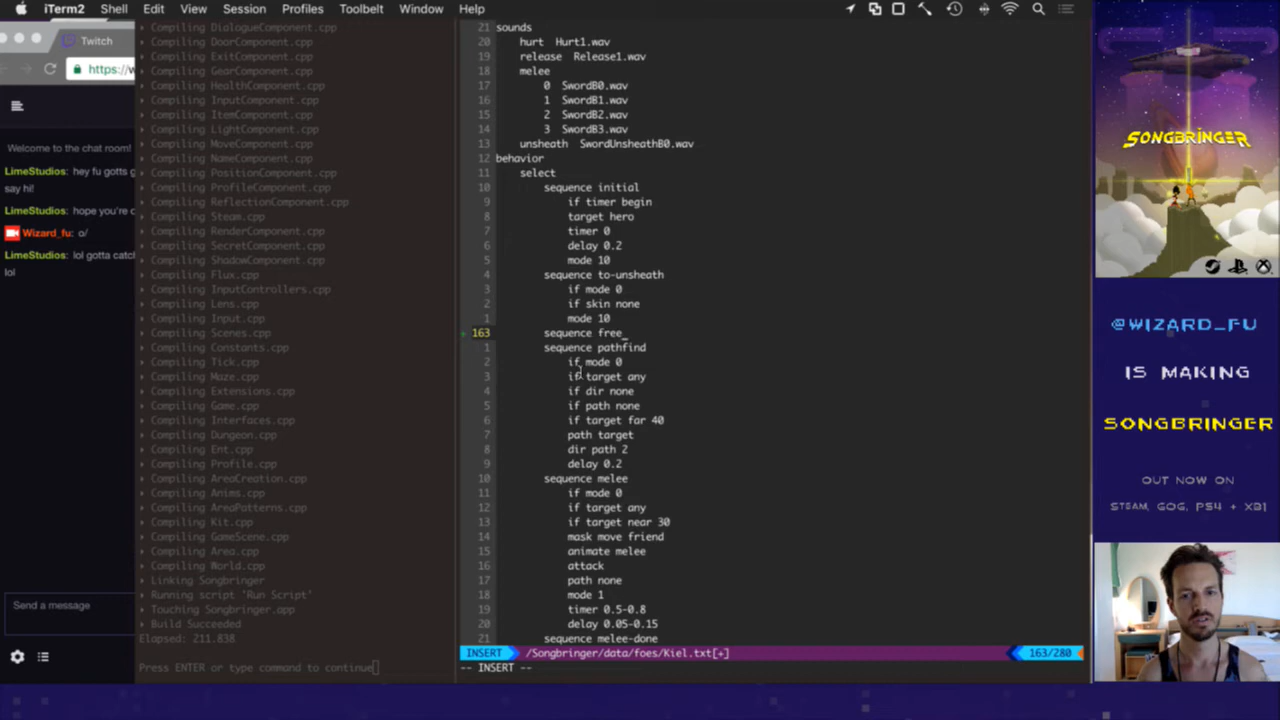 iTerm2 Shell Edit View Session Profiles Toolbelt Window Help
Twitch
https://w
Welcome to the chat room!
LimeStudios: hey fu gotts g
say hi!
LimeStudios: hope you're c
Wizard_fu: o/
LimeStudios: lol gotta catch
lol
Send a message
Compiling DialogueComponent.cpp
Compiling DoorComponent.cpp
Compiling ExitComponent.cpp
Compiling GearComponent.cpp
Compiling HealthComponent.cpp
Compiling InputComponent.cpp
Compiling ItemComponent.cpp
Compiling LightComponent.cpp
Compiling MoveComponent.cpp
Compiling NameComponent.cpp
Compiling PositionComponent.cpp
Compiling ProfileComponent.cpp
Compiling ReflectionComponent.cpp
Compiling Steam.cpp
Compiling RenderComponent.cpp
Compiling SecretComponent.cpp
Compiling ShadowComponent.cpp
Compiling Flux.cpp
Compiling InputControllers.cpp
Compiling Lens.cpp
Compiling Input.cpp
Compiling Scenes.cpp
Compiling Constants.cpp
Compiling Tick.cpp
Compiling Maze.cpp
Compiling Extensions.cpp
Compiling Game.cpp
Compiling Interfaces.cpp
Compiling Dungeon.cpp
Compiling Ent.cpp
Compiling Profile.cpp
Compiling AreaCreation.cpp
Compiling Anims.cpp
Compiling AreaPatterns.cpp
Compiling Kit.cpp
Compiling GameScene.cpp
Compiling Area.cpp
Compiling World.cpp
Linking Songbringer
Running script 'Run Script'
Touching Songbringer.app
Build Succeeded
Elapsed: 211.838
Press ENTER or type command to continue
21 sounds
20 hurt Hurt1.wav
19 release Release1.wav
18 melee
17 0 SwordB0.wav
16 1 SwordB1.wav
15 2 SwordB2.wav
14 3 SwordB3.wav
13 unsheath SwordUnsheathB0.wav
12 behavior
11 select
10 sequence initial
9 if timer begin
8 target hero
7 timer 0
6 delay 0.2
5 mode 10
4 sequence to-unsheath
3 if mode 0
2 if skin none
1 mode 10
+ 163 sequence free_
1 sequence pathfind
2 if mode 0
3 if target any
4 if dir none
5 if path none
6 if target far 40
7 path target
8 dir path 2
9 delay 0.2
10 sequence melee
11 if mode 0
12 if target any
13 if target near 30
14 mask move friend
15 animate melee
16 attack
17 path none
18 mode 1
19 timer 0.5-0.8
20 delay 0.05-0.15
21 sequence melee-done
INSERT /Songbringer/data/foes/Kiel.txt[+] 163/280
-- INSERT --
SONGBRINGER
@WIZARD_FU
IS MAKING
SONGBRINGER
OUT NOW ON
STEAM, GOG, PS4 + XB1